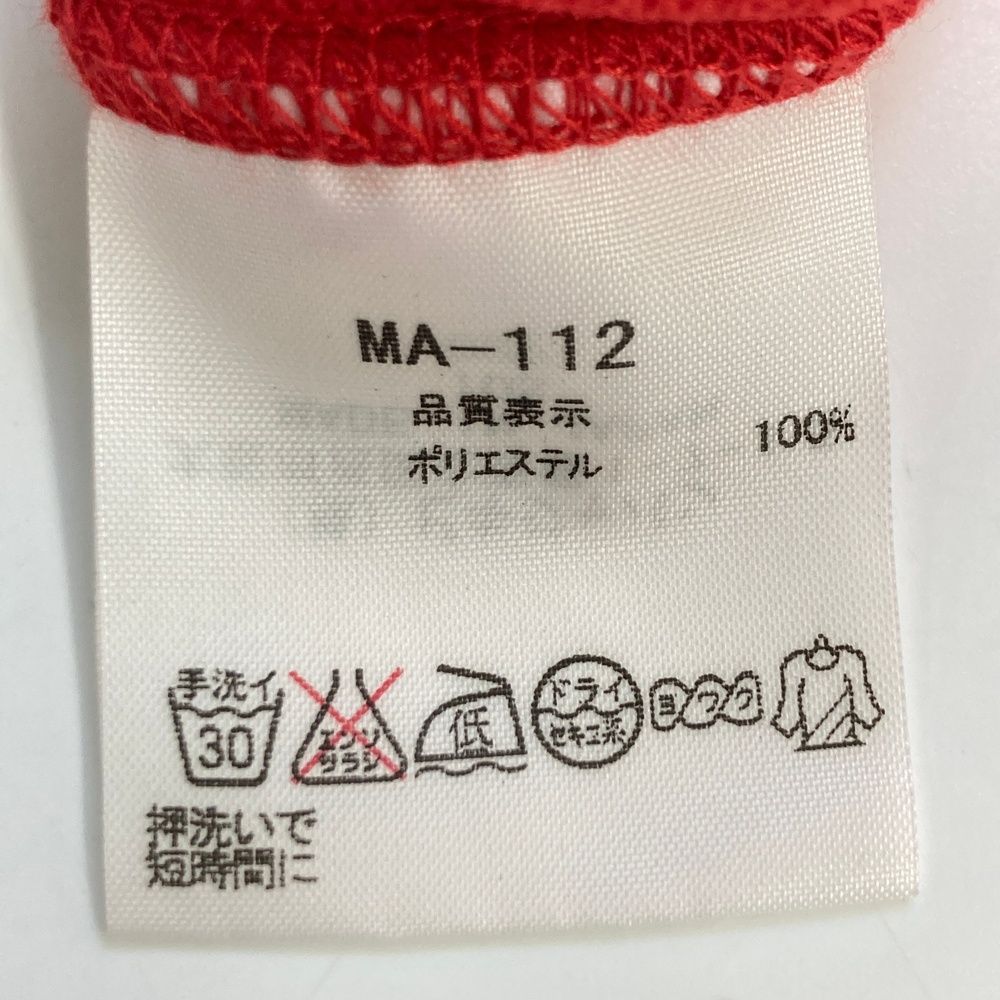 MA-112
品質表示
ポリエステル 100%
手洗イ
30
エンソ
サラシ
低
ドライ
セキユ系
ヨワク
押洗いで
短時間に